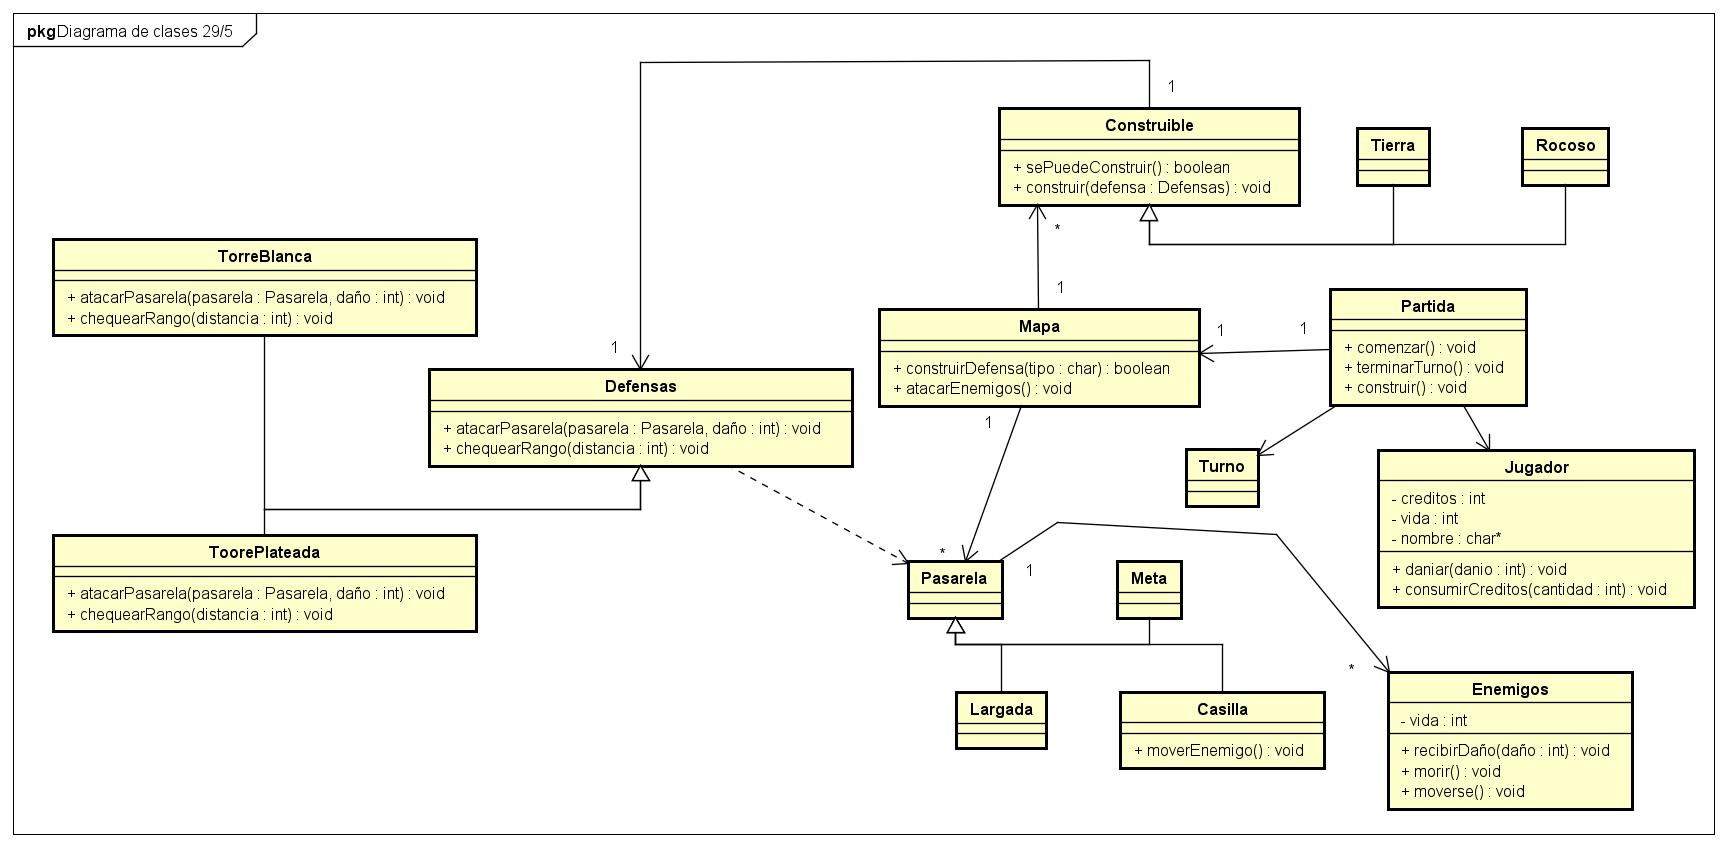 pkg Diagrama de clases 29/5
1
Construible
+ sePuedeConstruir() : boolean
+ construir(defensa : Defensas) : void
Tierra
Rocoso
*
1
TorreBlanca
+ atacarPasarela(pasarela : Pasarela, daño : int) : void
+ chequearRango(distancia : int) : void
Mapa
+ construirDefensa(tipo : char) : boolean
+ atacarEnemigos() : void
1
1
1
Partida
+ comenzar() : void
+ terminarTurno() : void
+ construir() : void
1
Defensas
+ atacarPasarela(pasarela : Pasarela, daño : int) : void
+ chequearRango(distancia : int) : void
Turno
Jugador
- creditos : int
- vida : int
- nombre : char*
+ daniar(danio : int) : void
+ consumirCreditos(cantidad : int) : void
ToorePlateada
+ atacarPasarela(pasarela : Pasarela, daño : int) : void
+ chequearRango(distancia : int) : void
*
Pasarela
1
Meta
Largada
Casilla
+ moverEnemigo() : void
*
Enemigos
- vida : int
+ recibirDaño(daño : int) : void
+ morir() : void
+ moverse() : void